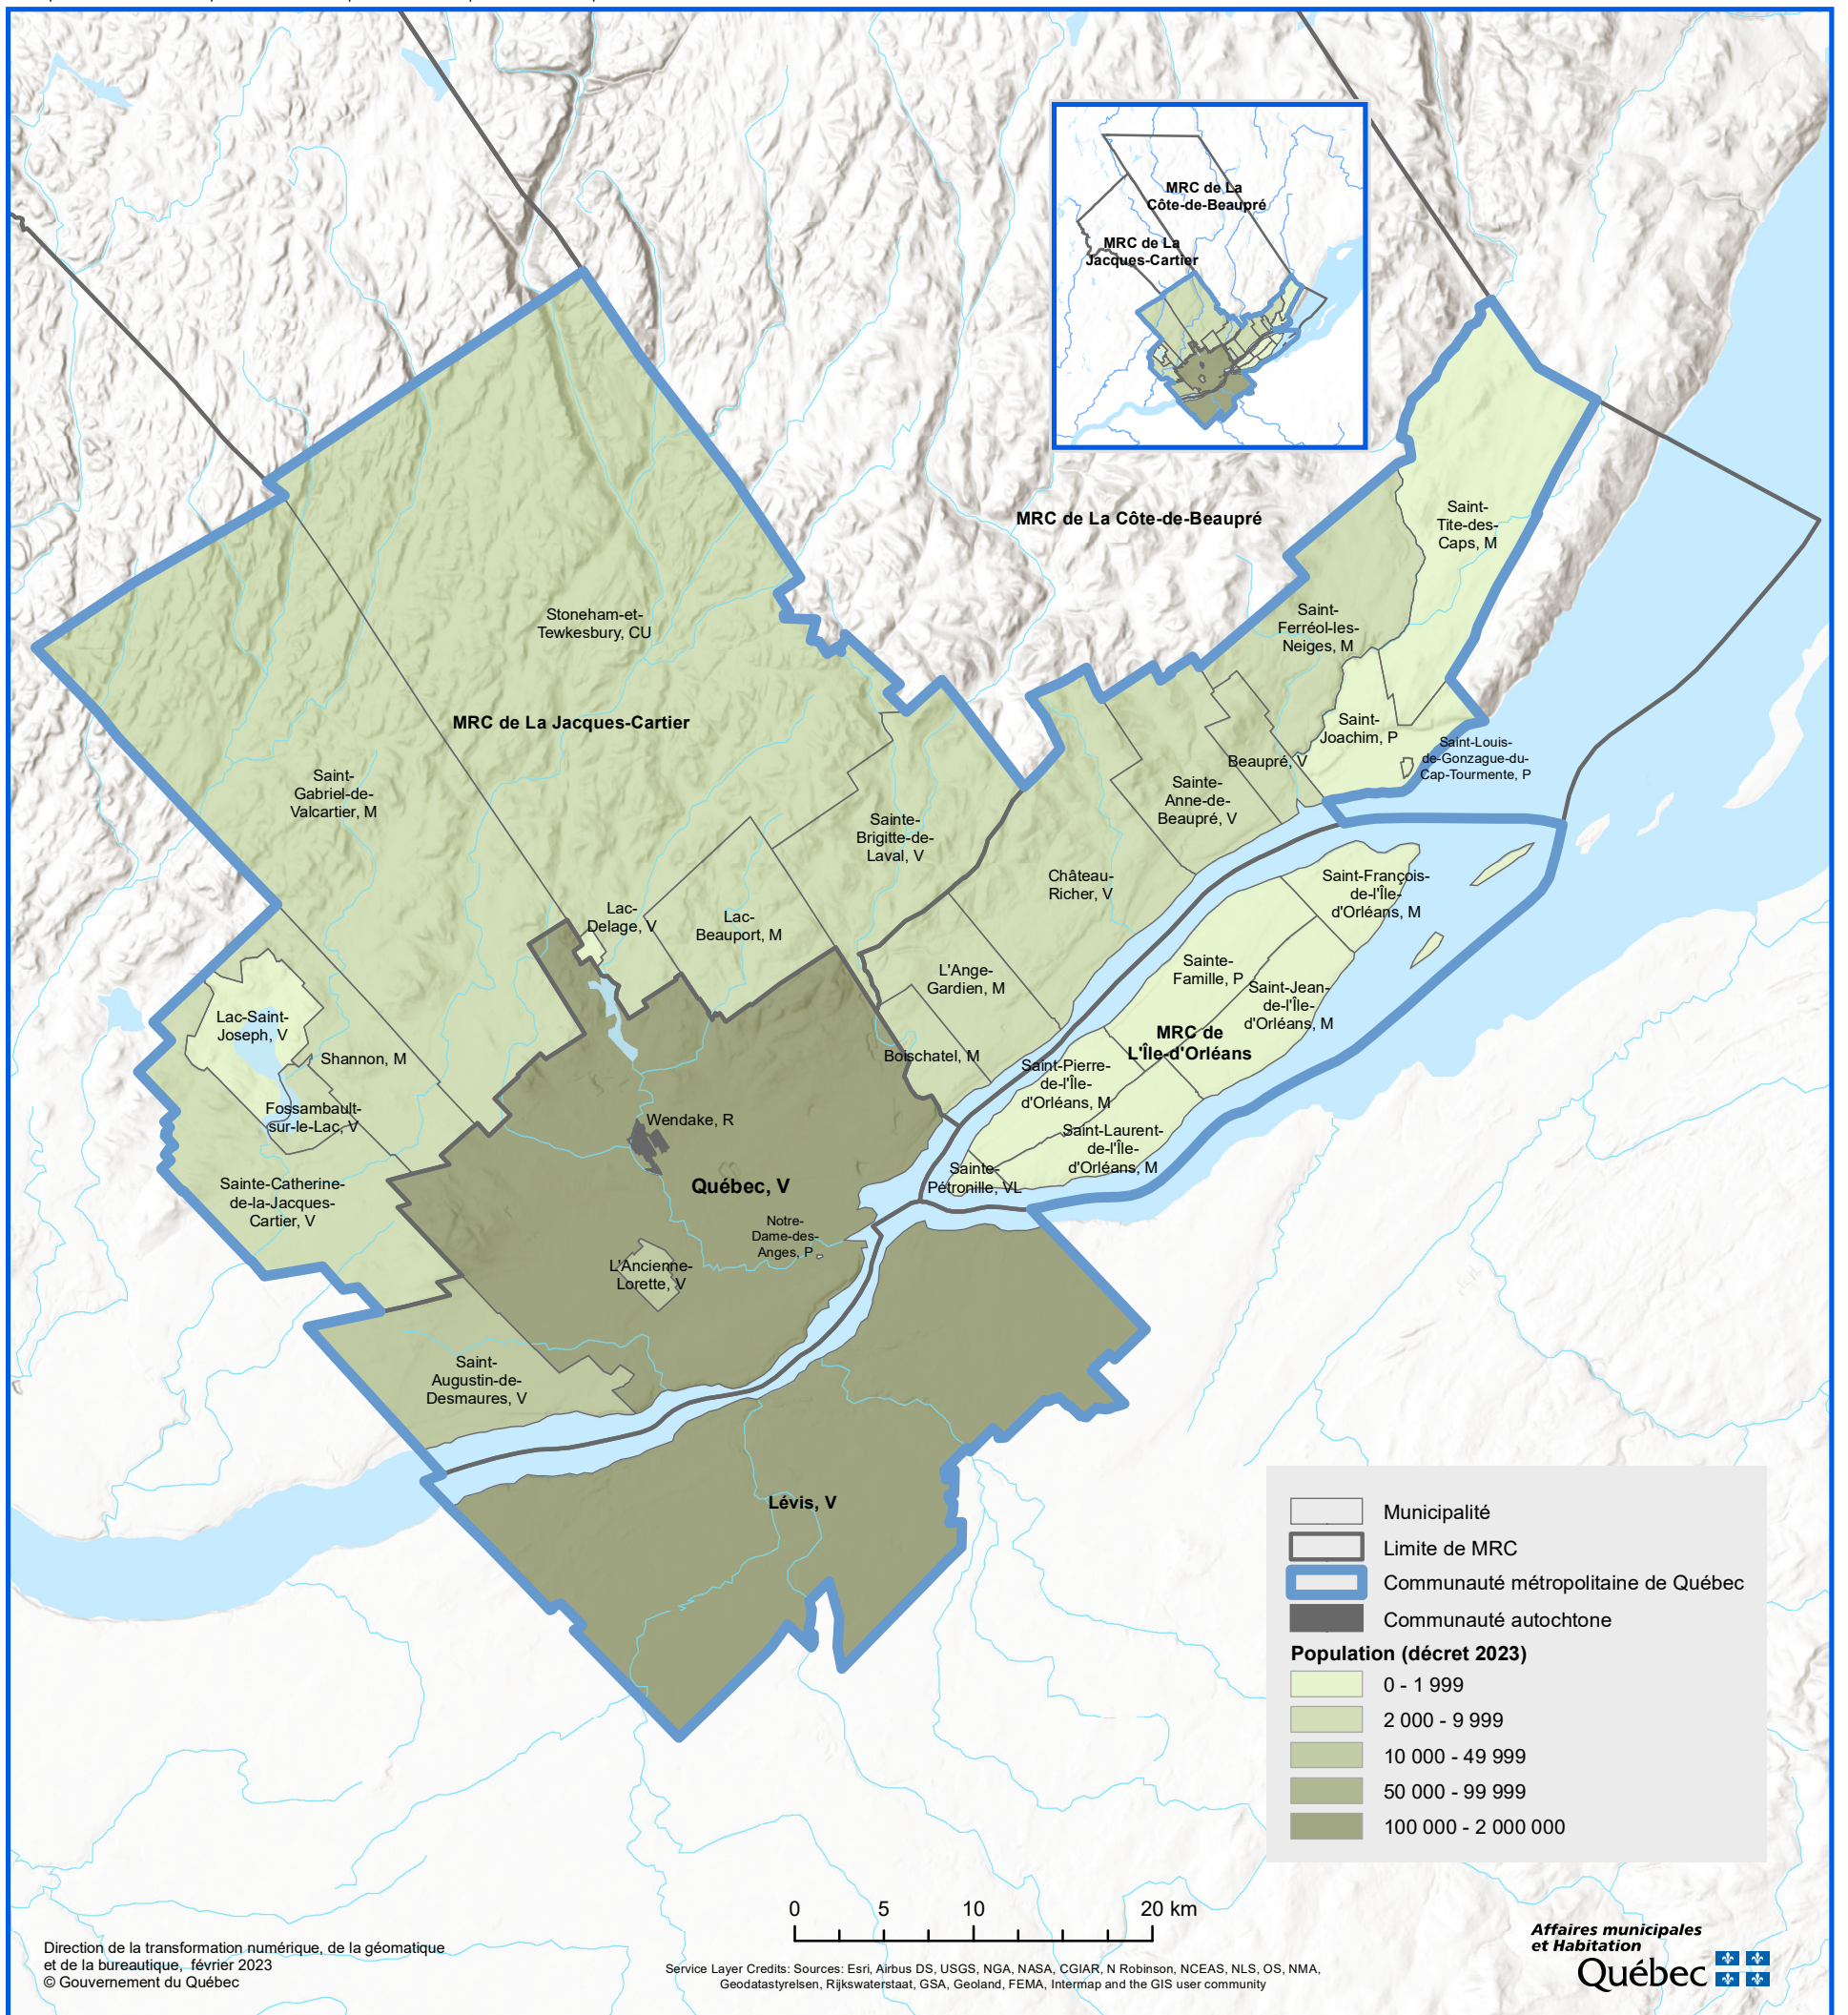 MRC de La
Côte-de-Beaupré
MRC de La
Jacques-Cartier
MRC de La Côte-de-Beaupré
Saint-
Tite-des-
Caps, M
Saint-
Ferréol-les-
Neiges, M
Stoneham-et-
Tewkesbury, CU
MRC de La Jacques-Cartier
Saint-
Joachim, P
Saint-Louis-
de-Gonzague-du-
Cap-Tourmente, P
Beaupré, V
Saint-
Gabriel-de-
Valcartier, M
Sainte-
Anne-de-
Beaupré, V
Sainte-
Brigitte-de-
Laval, V
Château-
Richer, V
Saint-François-
de-l'Île-
d'Orléans, M
Lac-
Delage, V
Lac-
Beauport, M
L'Ange-
Gardien, M
Sainte-
Famille, P
Saint-Jean-
de-l'Île-
d'Orléans, M
Lac-Saint-
Joseph, V
MRC de
L'Île-d'Orléans
Shannon, M
Boischatel, M
Saint-Pierre-
de-l'Île-
d'Orléans, M
Fossambault-
sur-le-Lac, V
Wendake, R
Saint-Laurent-
de-l'Île-
d'Orléans, M
Sainte-
Pétronille, VL
Québec, V
Sainte-Catherine-
de-la-Jacques-
Cartier, V
Notre-
Dame-des-
Anges, P
L'Ancienne-
Lorette, V
Saint-
Augustin-de-
Desmaures, V
Lévis, V
Municipalité
Limite de MRC
Communauté métropolitaine de Québec
Communauté autochtone
Population (décret 2023)
0 - 1 999
2 000 - 9 999
10 000 - 49 999
50 000 - 99 999
100 000 - 2 000 000
0 5 10 20 km
Direction de la transformation numérique, de la géomatique
et de la bureautique, février 2023
© Gouvernement du Québec
Service Layer Credits: Sources: Esri, Airbus DS, USGS, NGA, NASA, CGIAR, N Robinson, NCEAS, NLS, OS, NMA,
Geodatastyrelsen, Rijkswaterstaat, GSA, Geoland, FEMA, Intermap and the GIS user community
Affaires municipales
et Habitation
Québec